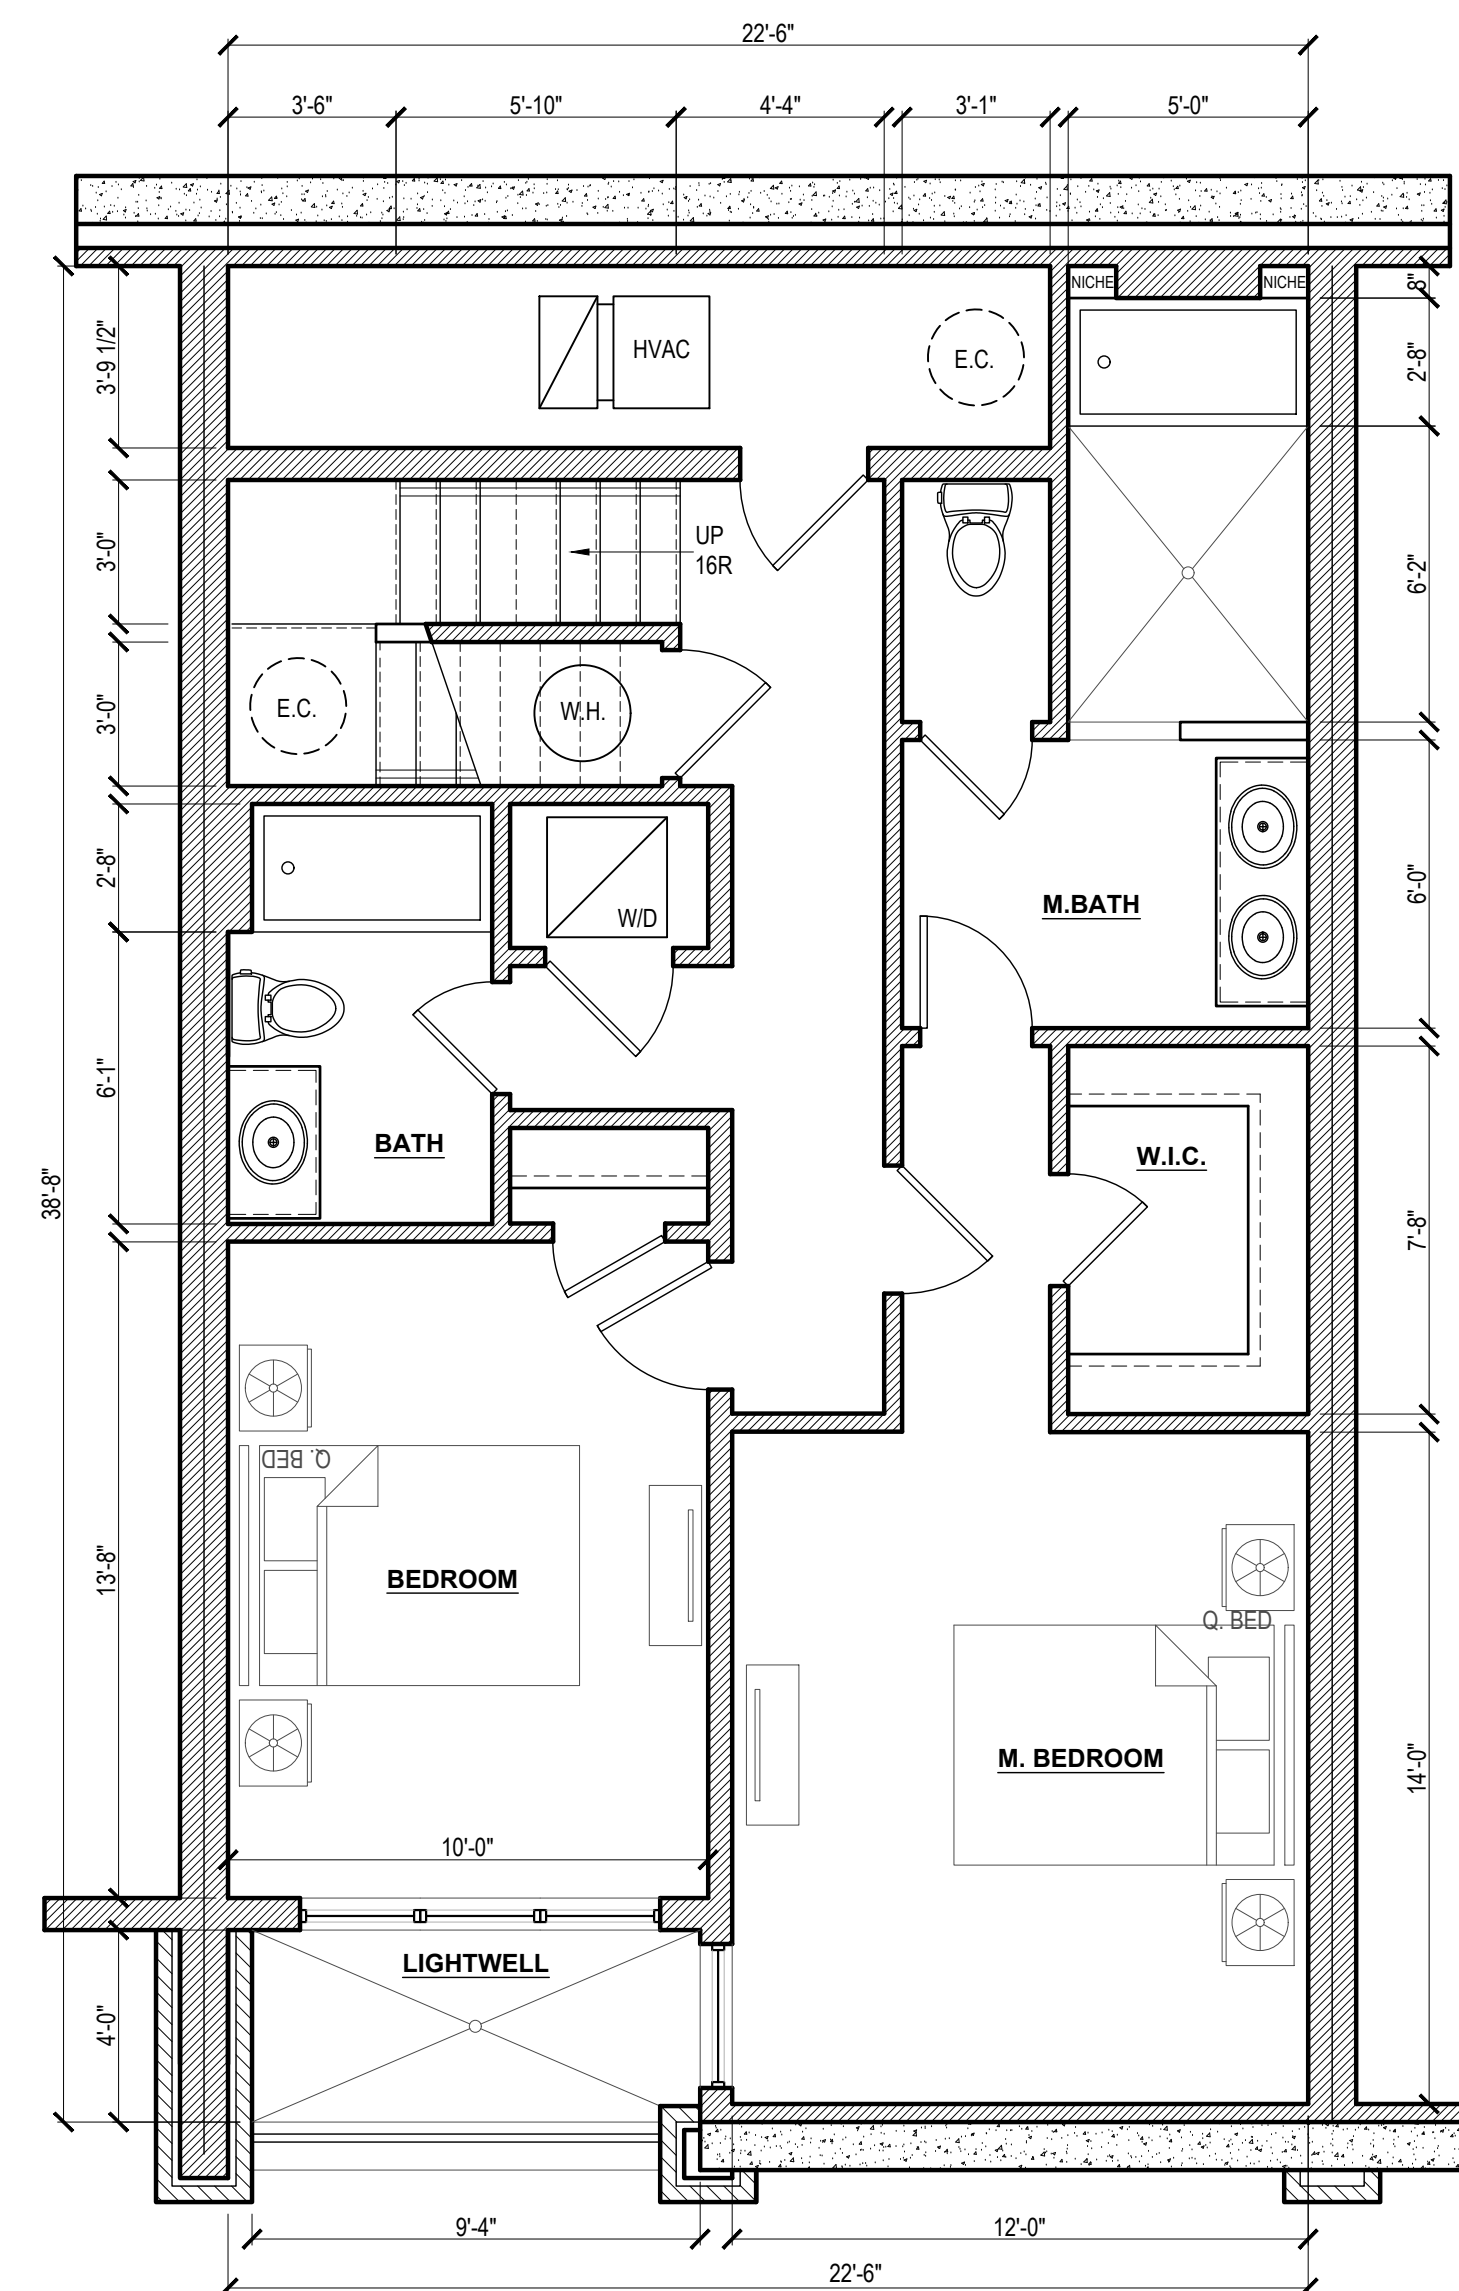 22'-6"
3'-6"
5'-10"
4'-4"
3'-1"
5'-0"
NICHE
NICHE
8"
3'-9 1/2"
HVAC
E.C.
2'-8"
UP
16R
3'-0"
6'-2"
3'-0"
E.C.
W.H.
2'-8"
W/D
M.BATH
6'-0"
6'-1"
BATH
W.I.C.
38'-8"
7'-8"
Q. BED
13'-8"
BEDROOM
Q. BED
M. BEDROOM
14'-0"
10'-0"
LIGHTWELL
4'-0"
9'-4"
12'-0"
22'-6"